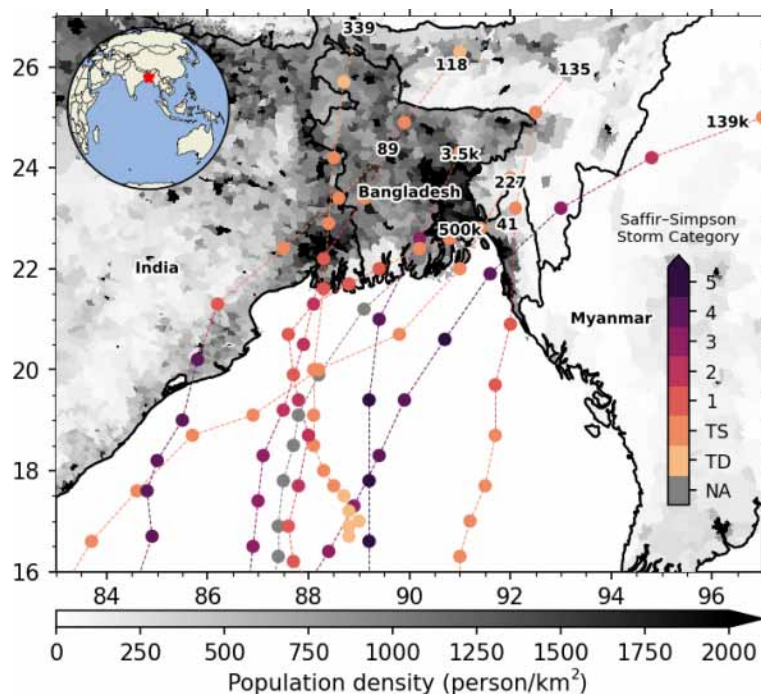 339
26
118
135
139k
24
89
3.5k
Bangladesh
227
Saffir–Simpson
Storm Category
500k
41
22
India
5
Myanmar
4
20
3
2
1
18
TS
TD
NA
16
84 86 88 90 92 94 96
0 250 500 750 1000 1250 1500 1750 2000
Population density (person/km²)